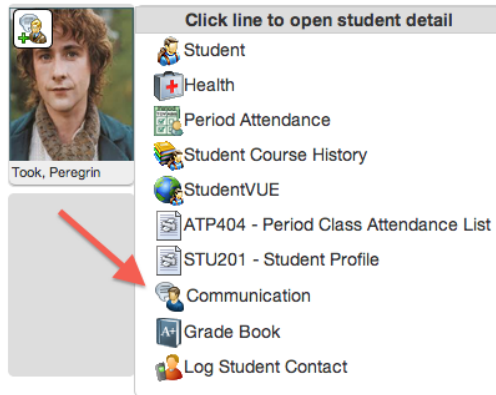 Click line to open student detail
Student
Health
Period Attendance
Student Course History
Took, Peregrin
StudentVUE
ATP404 - Period Class Attendance List
STU201 - Student Profile
Communication
A+
Grade Book
Log Student Contact